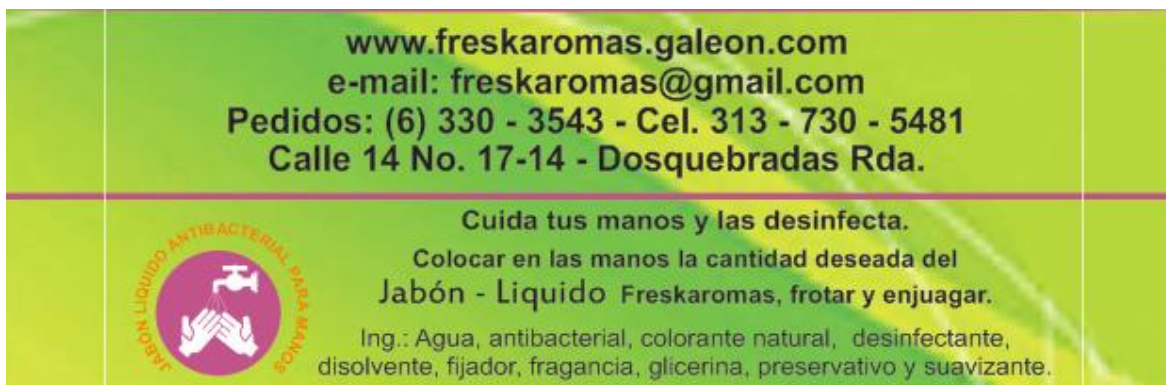 www.freskaromas.galeon.com
e-mail: freskaromas@gmail.com
Pedidos: (6) 330 - 3543 - Cel. 313 - 730 - 5481
Calle 14 No. 17-14 - Dosquebradas Rda.
JABÓN LIQUIDO ANTIBACTERIAL PARA MANOS
Cuida tus manos y las desinfecta.
Colocar en las manos la cantidad deseada del
Jabón - Liquido Freskaromas, frotar y enjuagar.
Ing.: Agua, antibacterial, colorante natural, desinfectante,
disolvente, fijador, fragancia, glicerina, preservativo y suavizante.